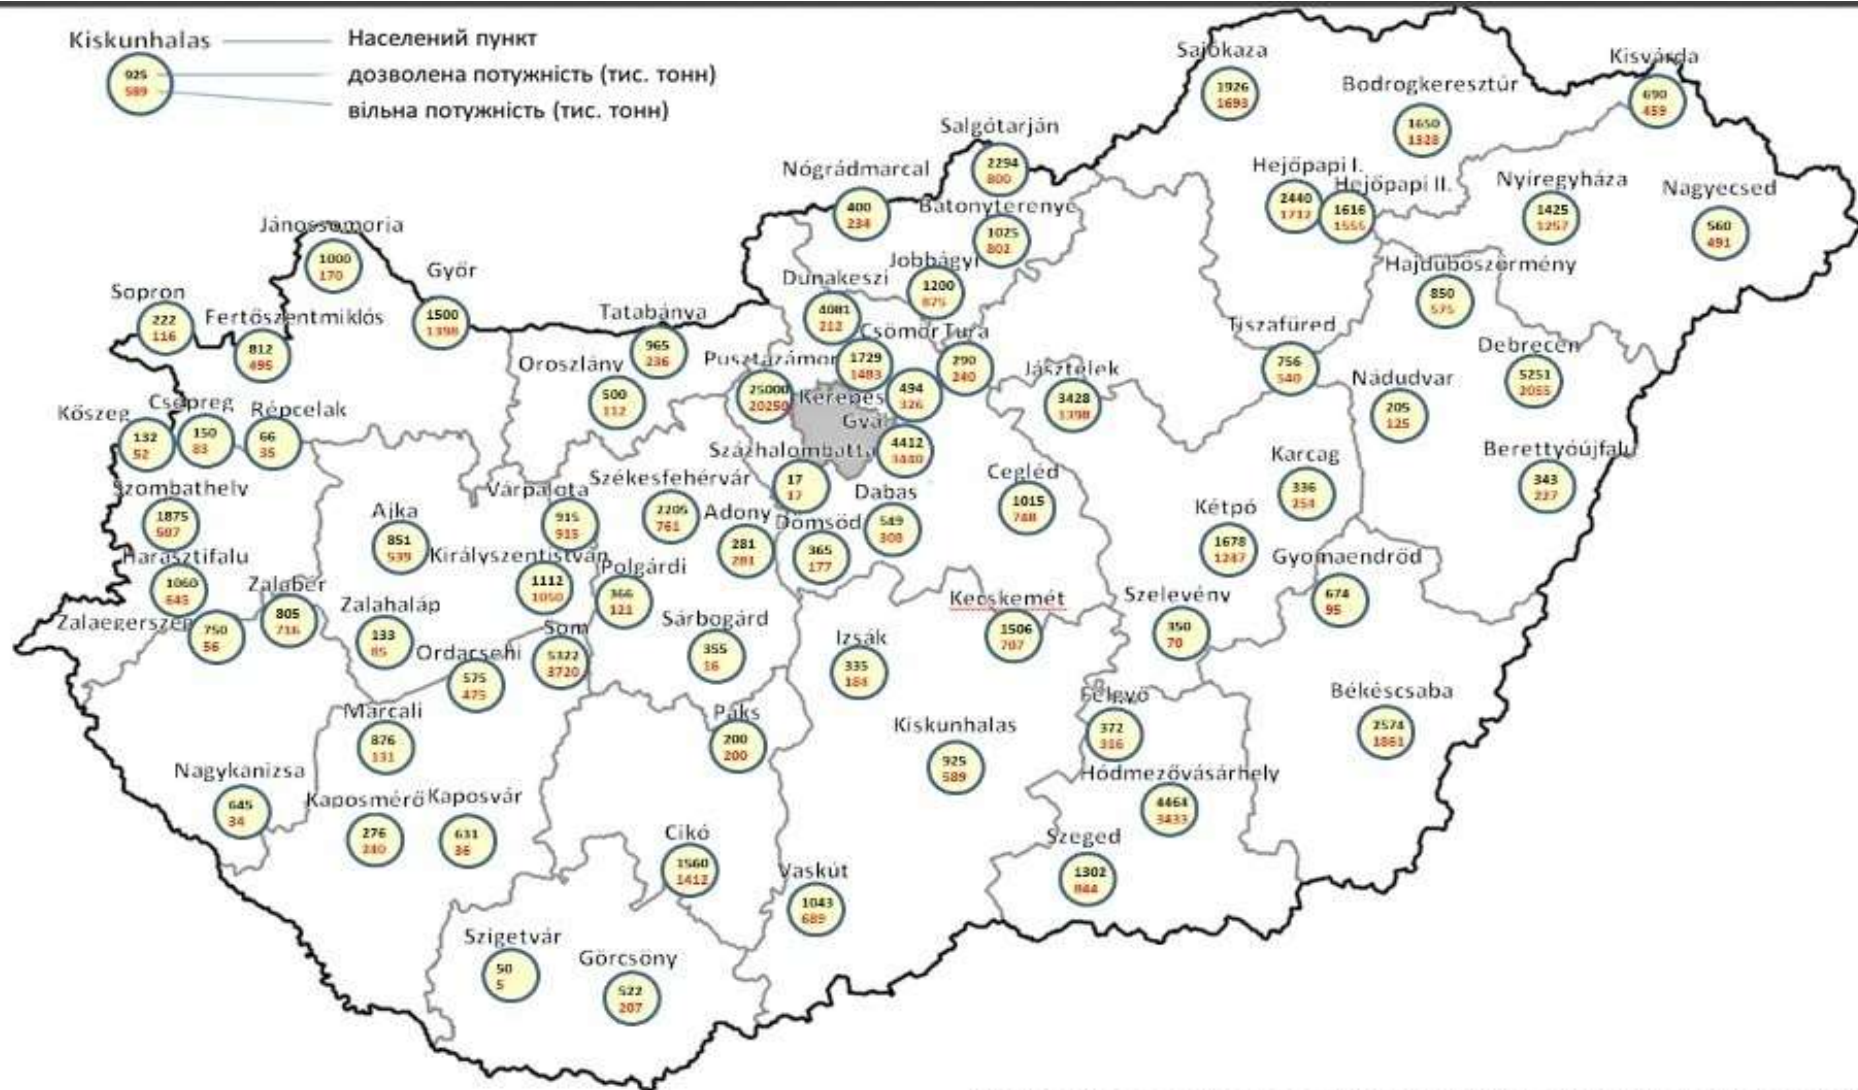 Kiskunhalas
Населений пункт
925
589
дозволена потужність (тис. тонн)
вільна потужність (тис. тонн)
Sajókaza
1926
1693
Bodrogkeresztúr
1650
1328
Kisvárda
690
459
Salgótarján
2294
800
Nógrádmarcal
400
234
Bátonyterenye
1025
802
Hejőpapi I.
2440
1712
Hejőpapi II.
1616
1555
Nyíregyháza
1425
1257
Nagyecsed
560
491
Jánossomorja
1000
170
Győr
1500
1398
Sopron
222
116
Fertőszentmiklós
812
495
Tatabánya
965
236
Oroszlány
500
112
Dunakeszi
4081
212
Jobbágyi
1200
875
Csömör
1729
1483
Tura
290
240
Pusztazámor
25000
20250
Kerepes
494
326
Gyál
4412
3440
Jásztelek
3428
1398
Tiszafüred
756
540
Hajdúböszörmény
850
575
Debrecen
5251
2055
Nádudvar
205
125
Berettyóújfalu
343
227
Kőszeg
132
52
Csepreg
150
83
Répcelak
66
35
Szombathely
1875
507
Harasztifalu
1060
643
Zalaegerszeg
750
56
Zalabér
805
716
Ajka
851
539
Várpalota
915
913
Királyszentistván
1112
1050
Székesfehérvár
2205
761
Százhalombatta
17
17
Adony
281
281
Dömsöd
365
177
Dabas
549
308
Cegléd
1015
748
Karcag
336
254
Kétpó
1678
1247
Gyomaendrőd
674
95
Polgárdi
366
121
Sárbogárd
355
16
Zalahaláp
133
85
Ordacsehi
575
475
Som
5322
3720
Kecskemét
1506
707
Izsák
335
184
Szelevény
350
70
Felgyő
372
316
Békéscsaba
2574
1861
Marcali
876
131
Paks
200
200
Kiskunhalas
925
589
Hódmezővásárhely
4464
3433
Nagykanizsa
645
34
Kaposmérő
276
240
Kaposvár
631
36
Cikó
1560
1412
Vaskút
1043
689
Szeged
1302
844
Szigetvár
50
5
Görcsöny
522
207